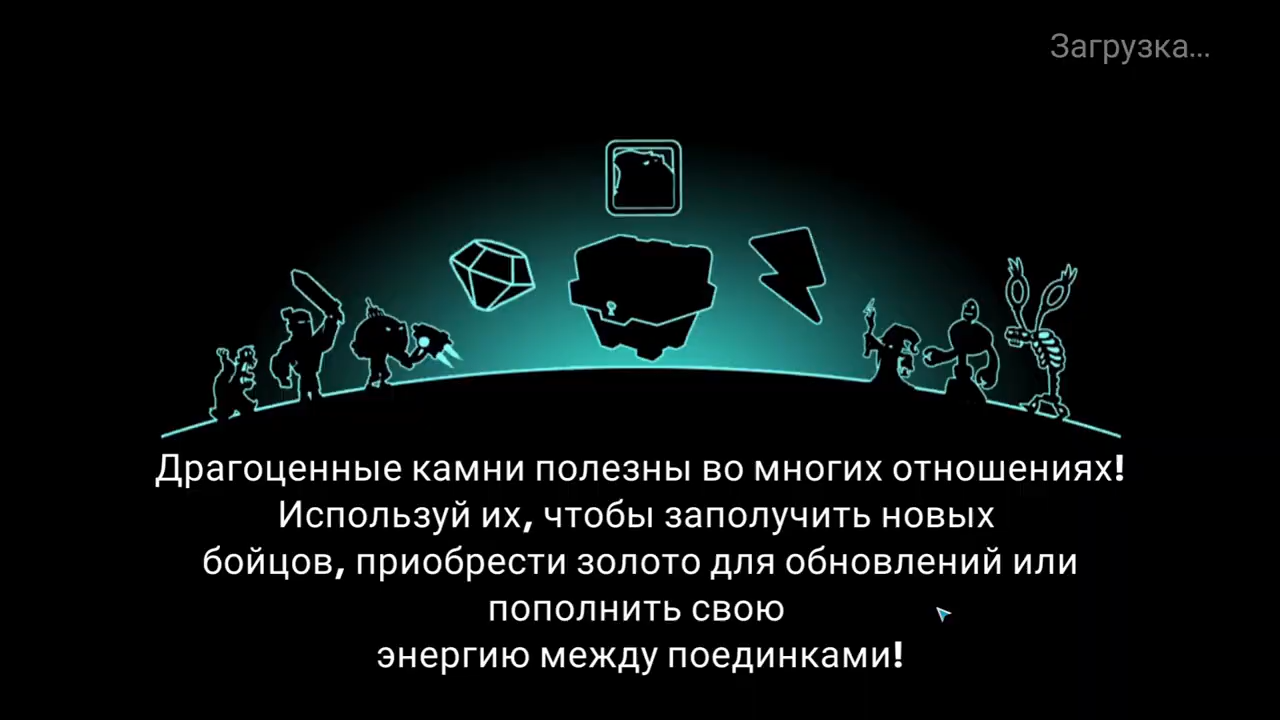 Загрузка...
Драгоценные камни полезны во многих отношениях!
Используй их, чтобы заполучить новых
бойцов, приобрести золото для обновлений или
пополнить свою
энергию между поединками!